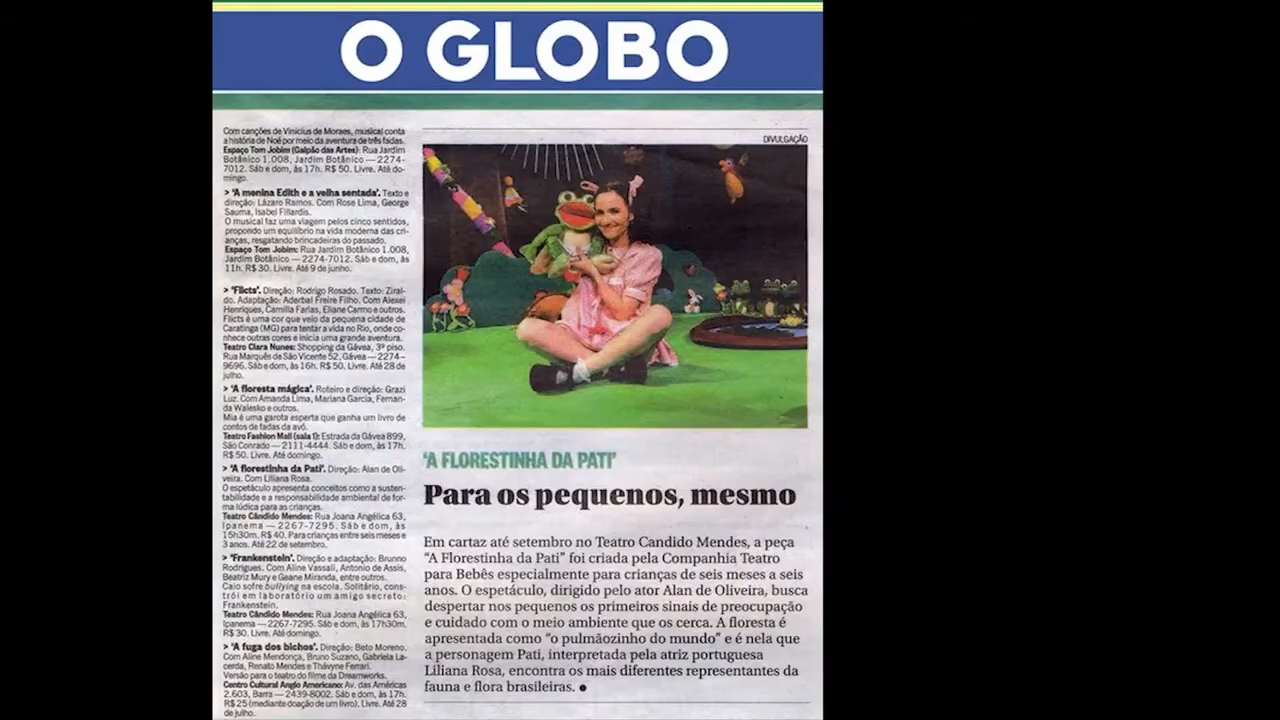 O GLOBO
Com canções de Vinicius de Moraes, musical conta
a história de Noé por meio da aventura de três fadas.
Espaço Tom Jobim (Galpão das Artes): Rua Jardim
Botânico 1.008, Jardim Botânico — 2274-
7012. Sáb e dom, às 17h. R$ 50. Livre. Até do-
mingo.
> 'A menina Edith e a velha sentada'. Texto e
direção: Lázaro Ramos. Com Rose Lima, George
Sauma, Isabel Fillardis.
O musical faz uma viagem pelos cinco sentidos,
propondo um equilíbrio na vida moderna das cri-
anças, resgatando brincadeiras do passado.
Espaço Tom Jobim: Rua Jardim Botânico 1.008,
Jardim Botânico — 2274-7012. Sáb e dom, às
11h. R$ 30. Livre. Até 9 de junho.
> 'Flicts'. Direção: Rodrigo Rosado. Texto: Ziral-
do. Adaptação: Aderbal Freire Filho. Com Alexei
Henriques, Camilla Farias, Eliane Carmo e outros.
Flicts é uma cor que veio da pequena cidade de
Caratinga (MG) para tentar a vida no Rio, onde co-
nhece outras cores e inicia uma grande aventura.
Teatro Clara Nunes: Shopping da Gávea, 3º piso.
Rua Marquês de São Vicente 52, Gávea — 2274-
9696. Sáb e dom, às 16h. R$ 50. Livre. Até 28 de
julho.
> 'A floresta mágica'. Roteiro e direção: Grazi
Luz. Com Amanda Lima, Mariana Garcia, Fernan-
da Walesko e outros.
Mia é uma garota esperta que ganha um livro de
contos de fadas da avó.
Teatro Fashion Mall (sala 1): Estrada da Gávea 899,
São Conrado — 2111-4444. Sáb e dom, às 17h.
R$ 50. Livre. Até domingo.
> 'A florestinha da Pati'. Direção: Alan de Oli-
veira. Com Liliana Rosa.
O espetáculo apresenta conceitos como a susten-
tabilidade e a responsabilidade ambiental de for-
ma lúdica para as crianças.
Teatro Cândido Mendes: Rua Joana Angélica 63,
Ipanema — 2267-7295. Sáb e dom, às
15h30m. R$ 40. Para crianças entre seis meses e
3 anos. Até 22 de setembro.
> 'Frankenstein'. Direção e adaptação: Brunno
Rodrigues. Com Aline Vassali, Antonio de Assis,
Beatriz Mury e Geane Miranda, entre outros.
Caio sofre bullying na escola. Solitário, cons-
trói em laboratório um amigo secreto:
Frankenstein.
Teatro Cândido Mendes: Rua Joana Angélica 63,
Ipanema — 2267-7295. Sáb e dom, às 17h30m.
R$ 30. Livre. Até domingo.
> 'A fuga dos bichos'. Direção: Beto Moreno.
Com Aline Mendonça, Bruno Suzano, Gabriela La-
cerda, Renato Mendes e Thávyne Ferrari.
Versão para o teatro do filme da Dreamworks.
Centro Cultural Anglo Americano: Av. das Américas
2.603, Barra — 2439-8002. Sáb e dom, às 17h.
R$ 25 (mediante doação de um livro). Livre. Até 28
de julho.
DIVULGAÇÃO
'A FLORESTINHA DA PATI'
Para os pequenos, mesmo
Em cartaz até setembro no Teatro Candido Mendes, a peça
“A Florestinha da Pati” foi criada pela Companhia Teatro
para Bebês especialmente para crianças de seis meses a seis
anos. O espetáculo, dirigido pelo ator Alan de Oliveira, busca
despertar nos pequenos os primeiros sinais de preocupação
e cuidado com o meio ambiente que os cerca. A floresta é
apresentada como “o pulmãozinho do mundo” e é nela que
a personagem Pati, interpretada pela atriz portuguesa
Liliana Rosa, encontra os mais diferentes representantes da
fauna e flora brasileiras. ●